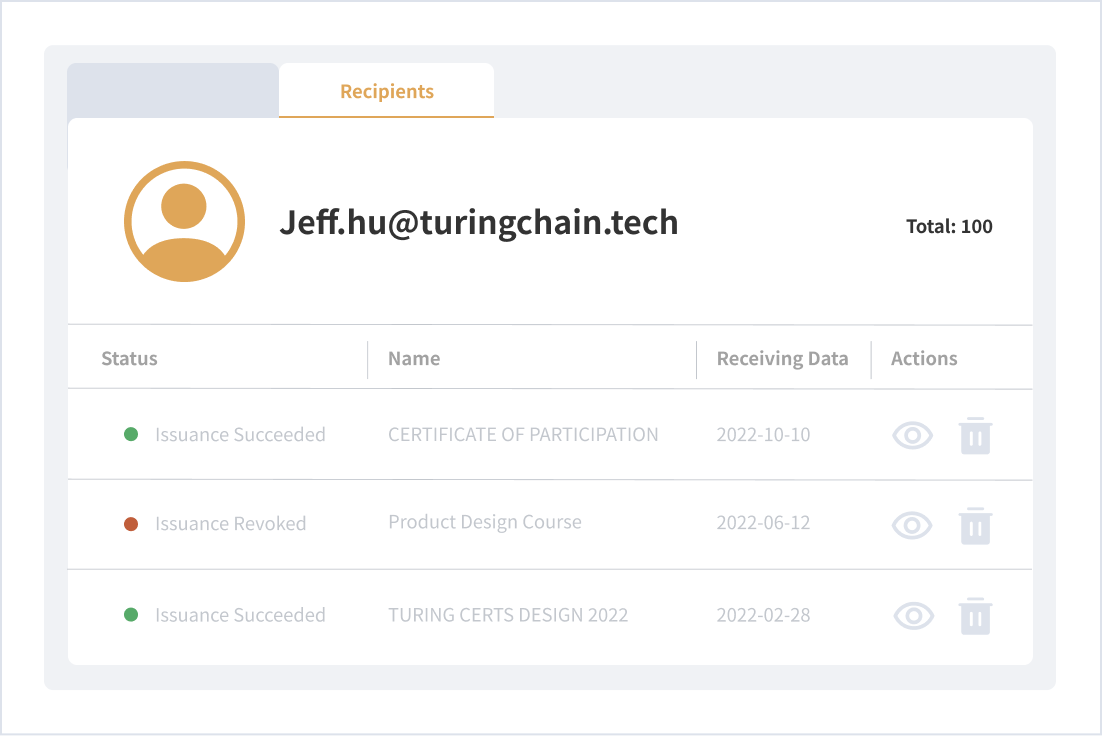 Recipients
Jeff.hu@turingchain.tech
Total: 100
Status Name Receiving Data Actions
Issuance Succeeded CERTIFICATE OF PARTICIPATION 2022-10-10
Issuance Revoked Product Design Course 2022-06-12
Issuance Succeeded TURING CERTS DESIGN 2022 2022-02-28